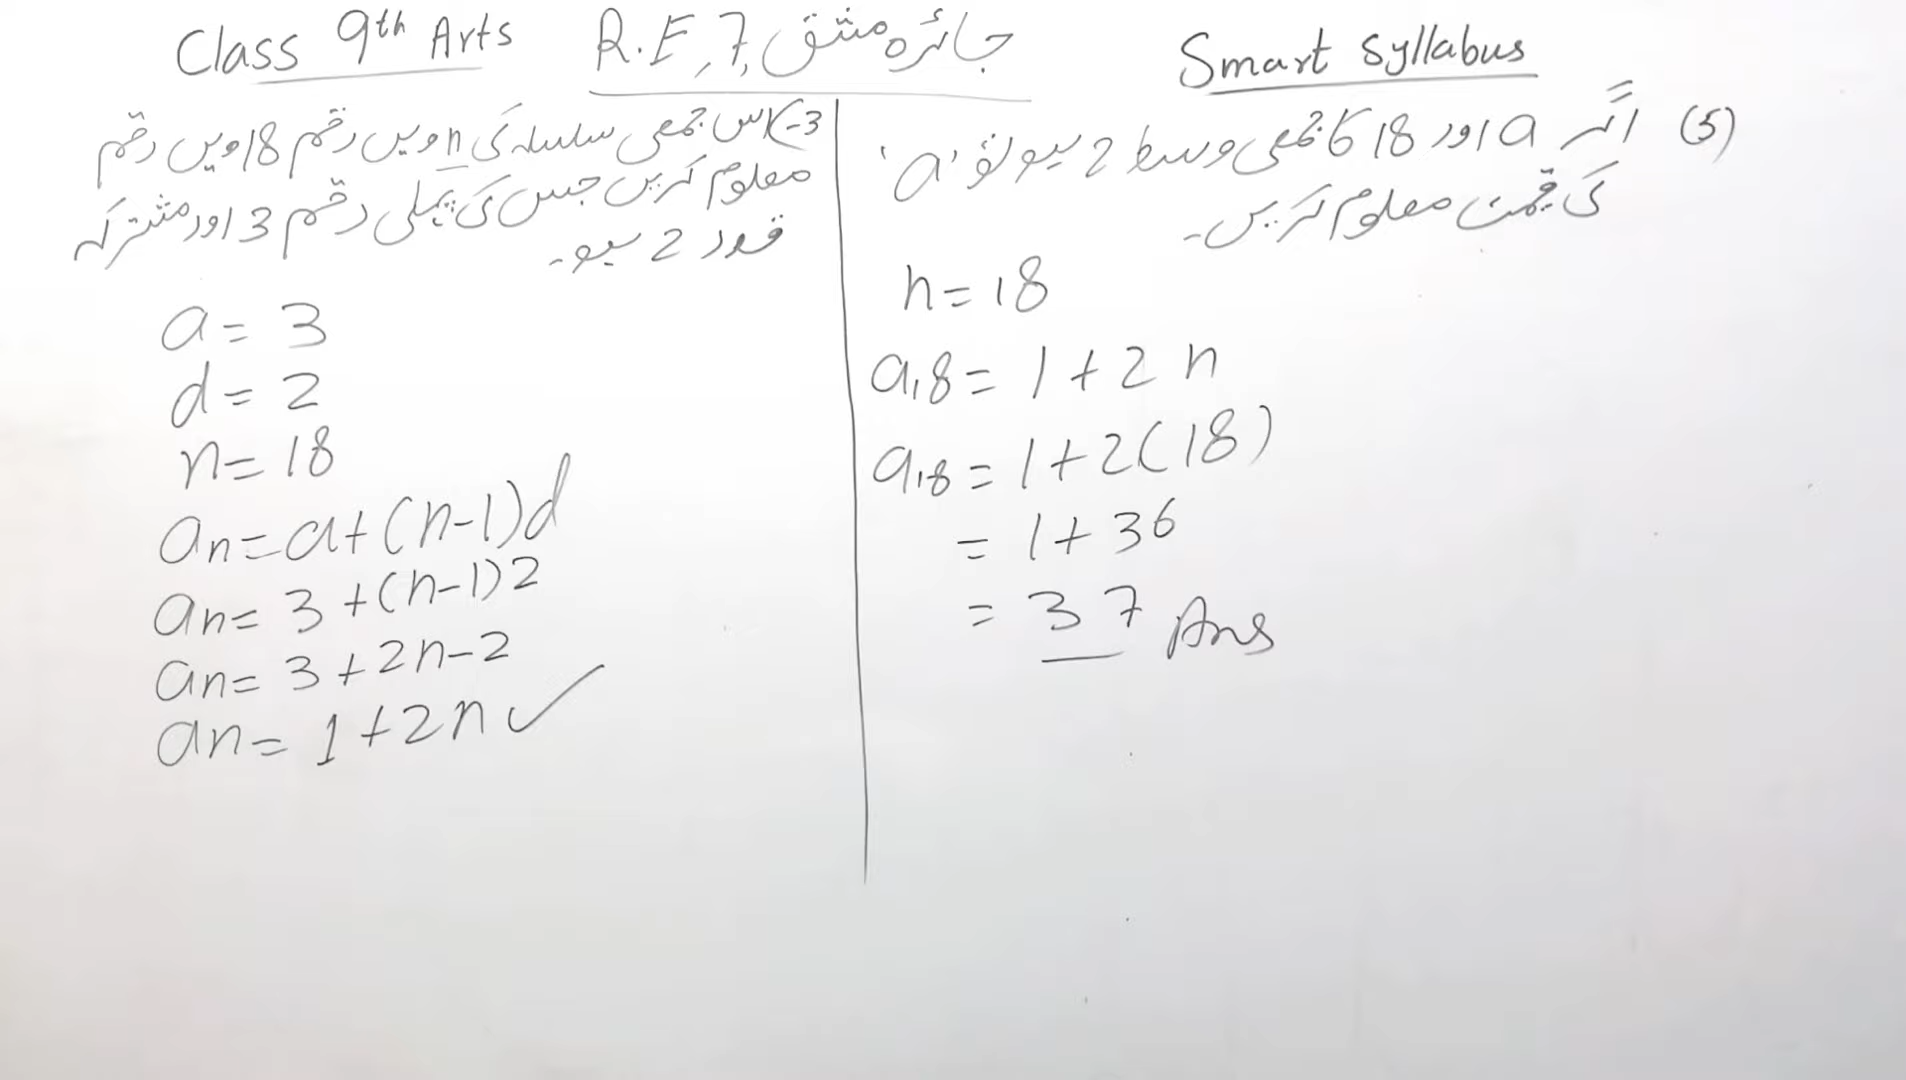 Class 9th Arts R.E, 7, جائزہ مشق Smart Syllabus
3- اس جمعی سلسلہ کی n ویں رقم 18 ویں رقم
معلوم کریں جس کی پہلی رقم 3 اور مشترکہ
2 ہو۔
a = 3
d = 2
n = 18
an = a + (n-1)d
an = 3 + (n-1)2
an = 3 + 2n - 2
an = 1 + 2n ✓
(5) اگر a اور 18 کا جمعی وسط 2 ہو تو 'a'
کی قیمت معلوم کریں۔
n = 18
a18 = 1 + 2n
a18 = 1 + 2(18)
= 1 + 36
= 37 Ans